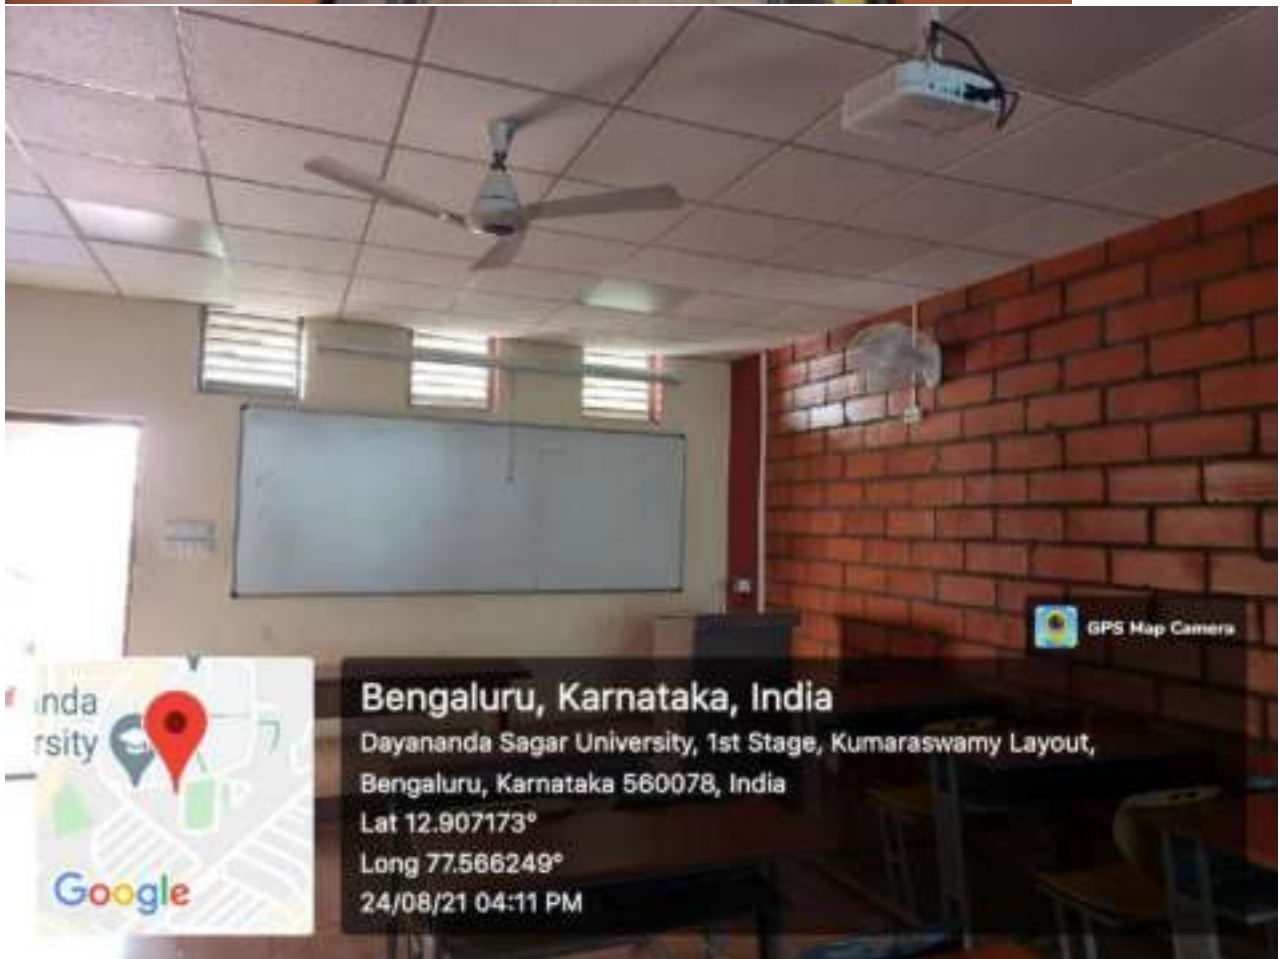 GPS Map Camera
nda
rsity
Google
Bengaluru, Karnataka, India
Dayananda Sagar University, 1st Stage, Kumaraswamy Layout,
Bengaluru, Karnataka 560078, India
Lat 12.907173°
Long 77.566249°
24/08/21 04:11 PM